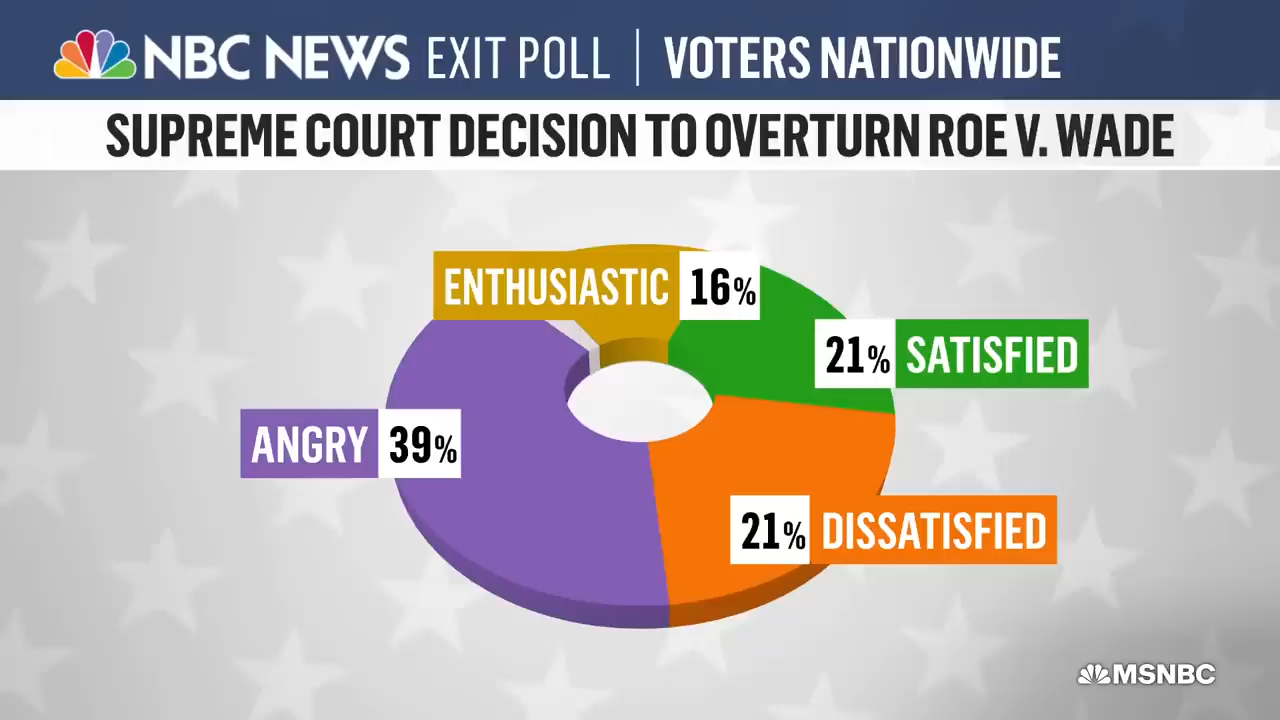 NBC NEWS EXIT POLL | VOTERS NATIONWIDE
SUPREME COURT DECISION TO OVERTURN ROE V. WADE
ENTHUSIASTIC 16%
21% SATISFIED
ANGRY 39%
21% DISSATISFIED
MSNBC